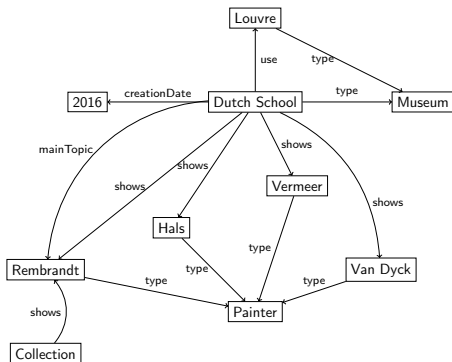 Louvre
use
type
2016
creationDate
Dutch School
type
Museum
mainTopic
shows
shows
shows
Vermeer
shows
Hals
type
type
Rembrandt
type
type
Van Dyck
Painter
shows
Collection